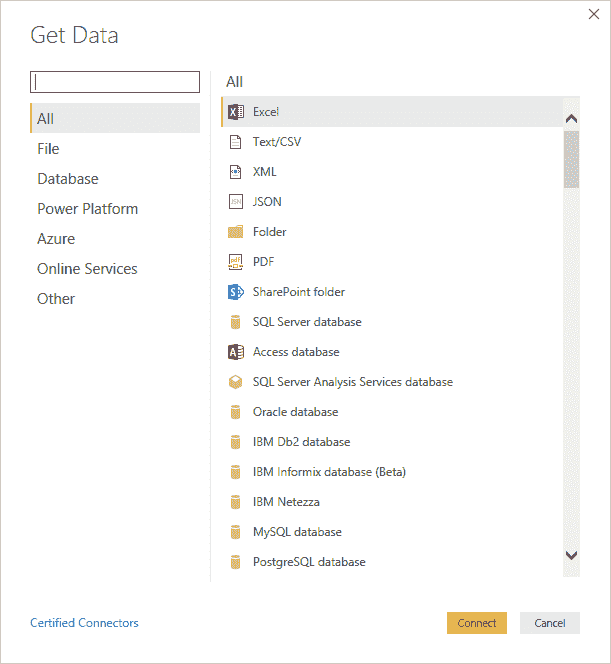 Get Data
All
File
Database
Power Platform
Azure
Online Services
Other
All
Excel
Text/CSV
XML
JSON
Folder
PDF
SharePoint folder
SQL Server database
Access database
SQL Server Analysis Services database
Oracle database
IBM Db2 database
IBM Informix database (Beta)
IBM Netezza
MySQL database
PostgreSQL database
Certified Connectors
Connect
Cancel